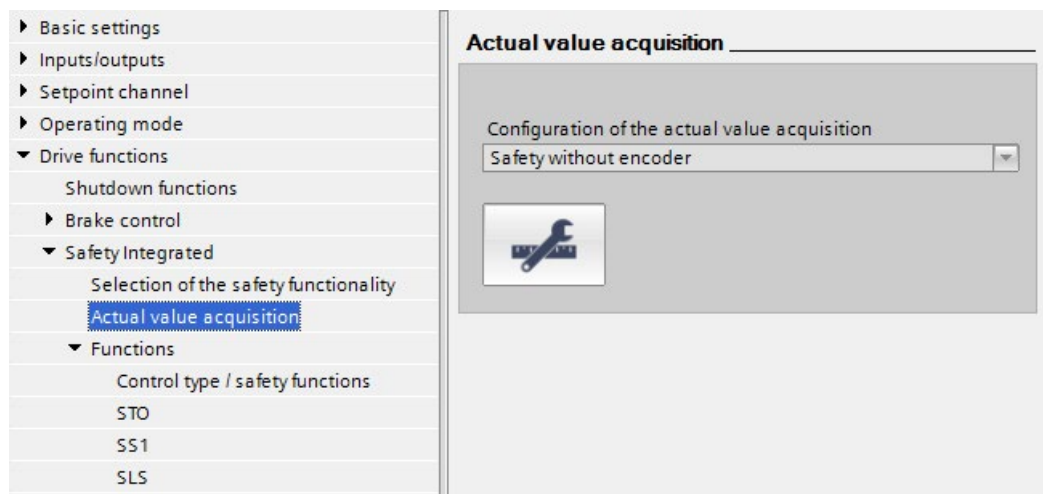 Basic settings
Inputs/outputs
Setpoint channel
Operating mode
Drive functions
Shutdown functions
Brake control
Safety Integrated
Selection of the safety functionality
Actual value acquisition
Functions
Control type / safety functions
STO
SS1
SLS
Actual value acquisition
Configuration of the actual value acquisition
Safety without encoder